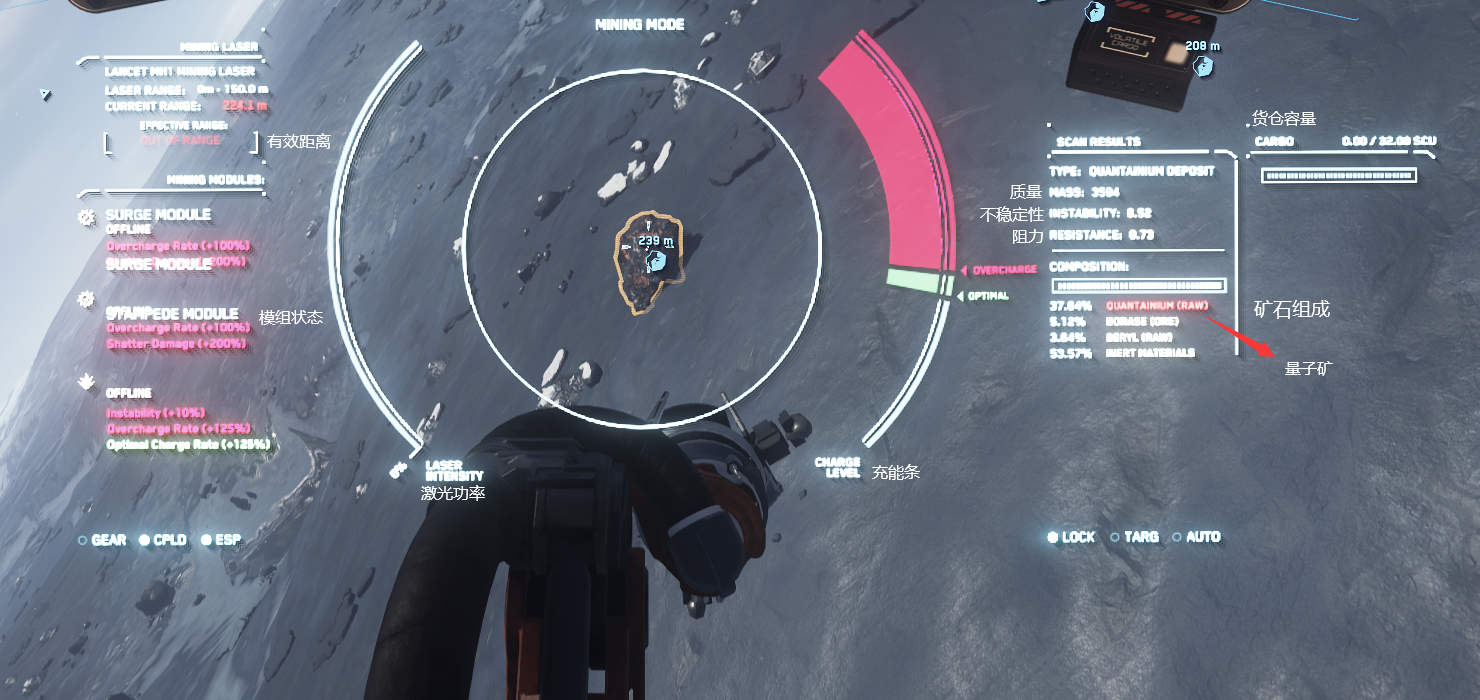 MINING MODE
MINING LASER
LANCET MH1 MINING LASER
LASER RANGE: 0m - 150.0 m
CURRENT RANGE: 224.1 m
EFFECTIVE RANGE:
OUT OF RANGE
有效距离
MINING MODULES:
SURGE MODULE
OFFLINE
Overcharge Rate (+100%)
200%)
SURGE MODULE
STAMPEDE MODULE
模组状态
Overcharge Rate (+100%)
Shatter Damage (+200%)
OFFLINE
Instability (+10%)
Overcharge Rate (+125%)
Optimal Charge Rate (+125%)
LASER
INTENSITY
激光功率
GEAR CPLD ESP
239 m
OVERCHARGE
OPTIMAL
CHARGE
LEVEL
充能条
VOLATILE
CARGO
208 m
SCAN RESULTS
TYPE: QUANTAINIUM DEPOSIT
质量 MASS: 3504
不稳定性 INSTABILITY: 8.52
阻力 RESISTANCE: 0.73
COMPOSITION:
37.64% QUANTAINIUM (RAW)
5.12% BORASE (ORE)
3.64% BERYL (RAW)
53.57% INERT MATERIALS
矿石组成
量子矿
货仓容量
CARGO 0.00 / 32.00 SCU
LOCK TARG AUTO